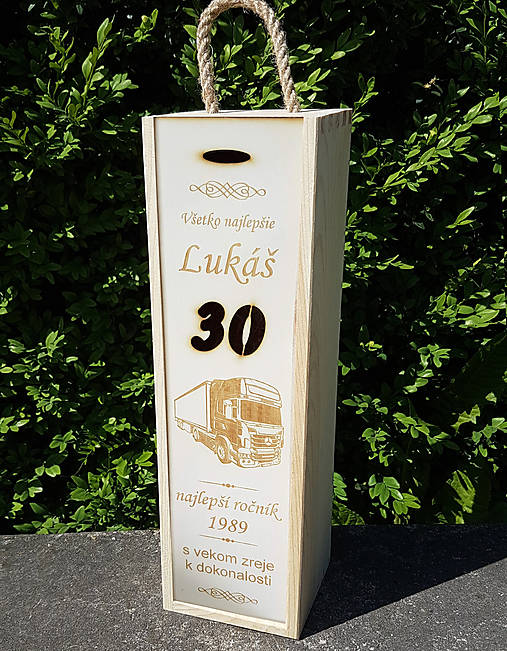 Všetko najlepšie
Lukáš
30
najlepší ročník
1989
s vekom zreje
k dokonalosti